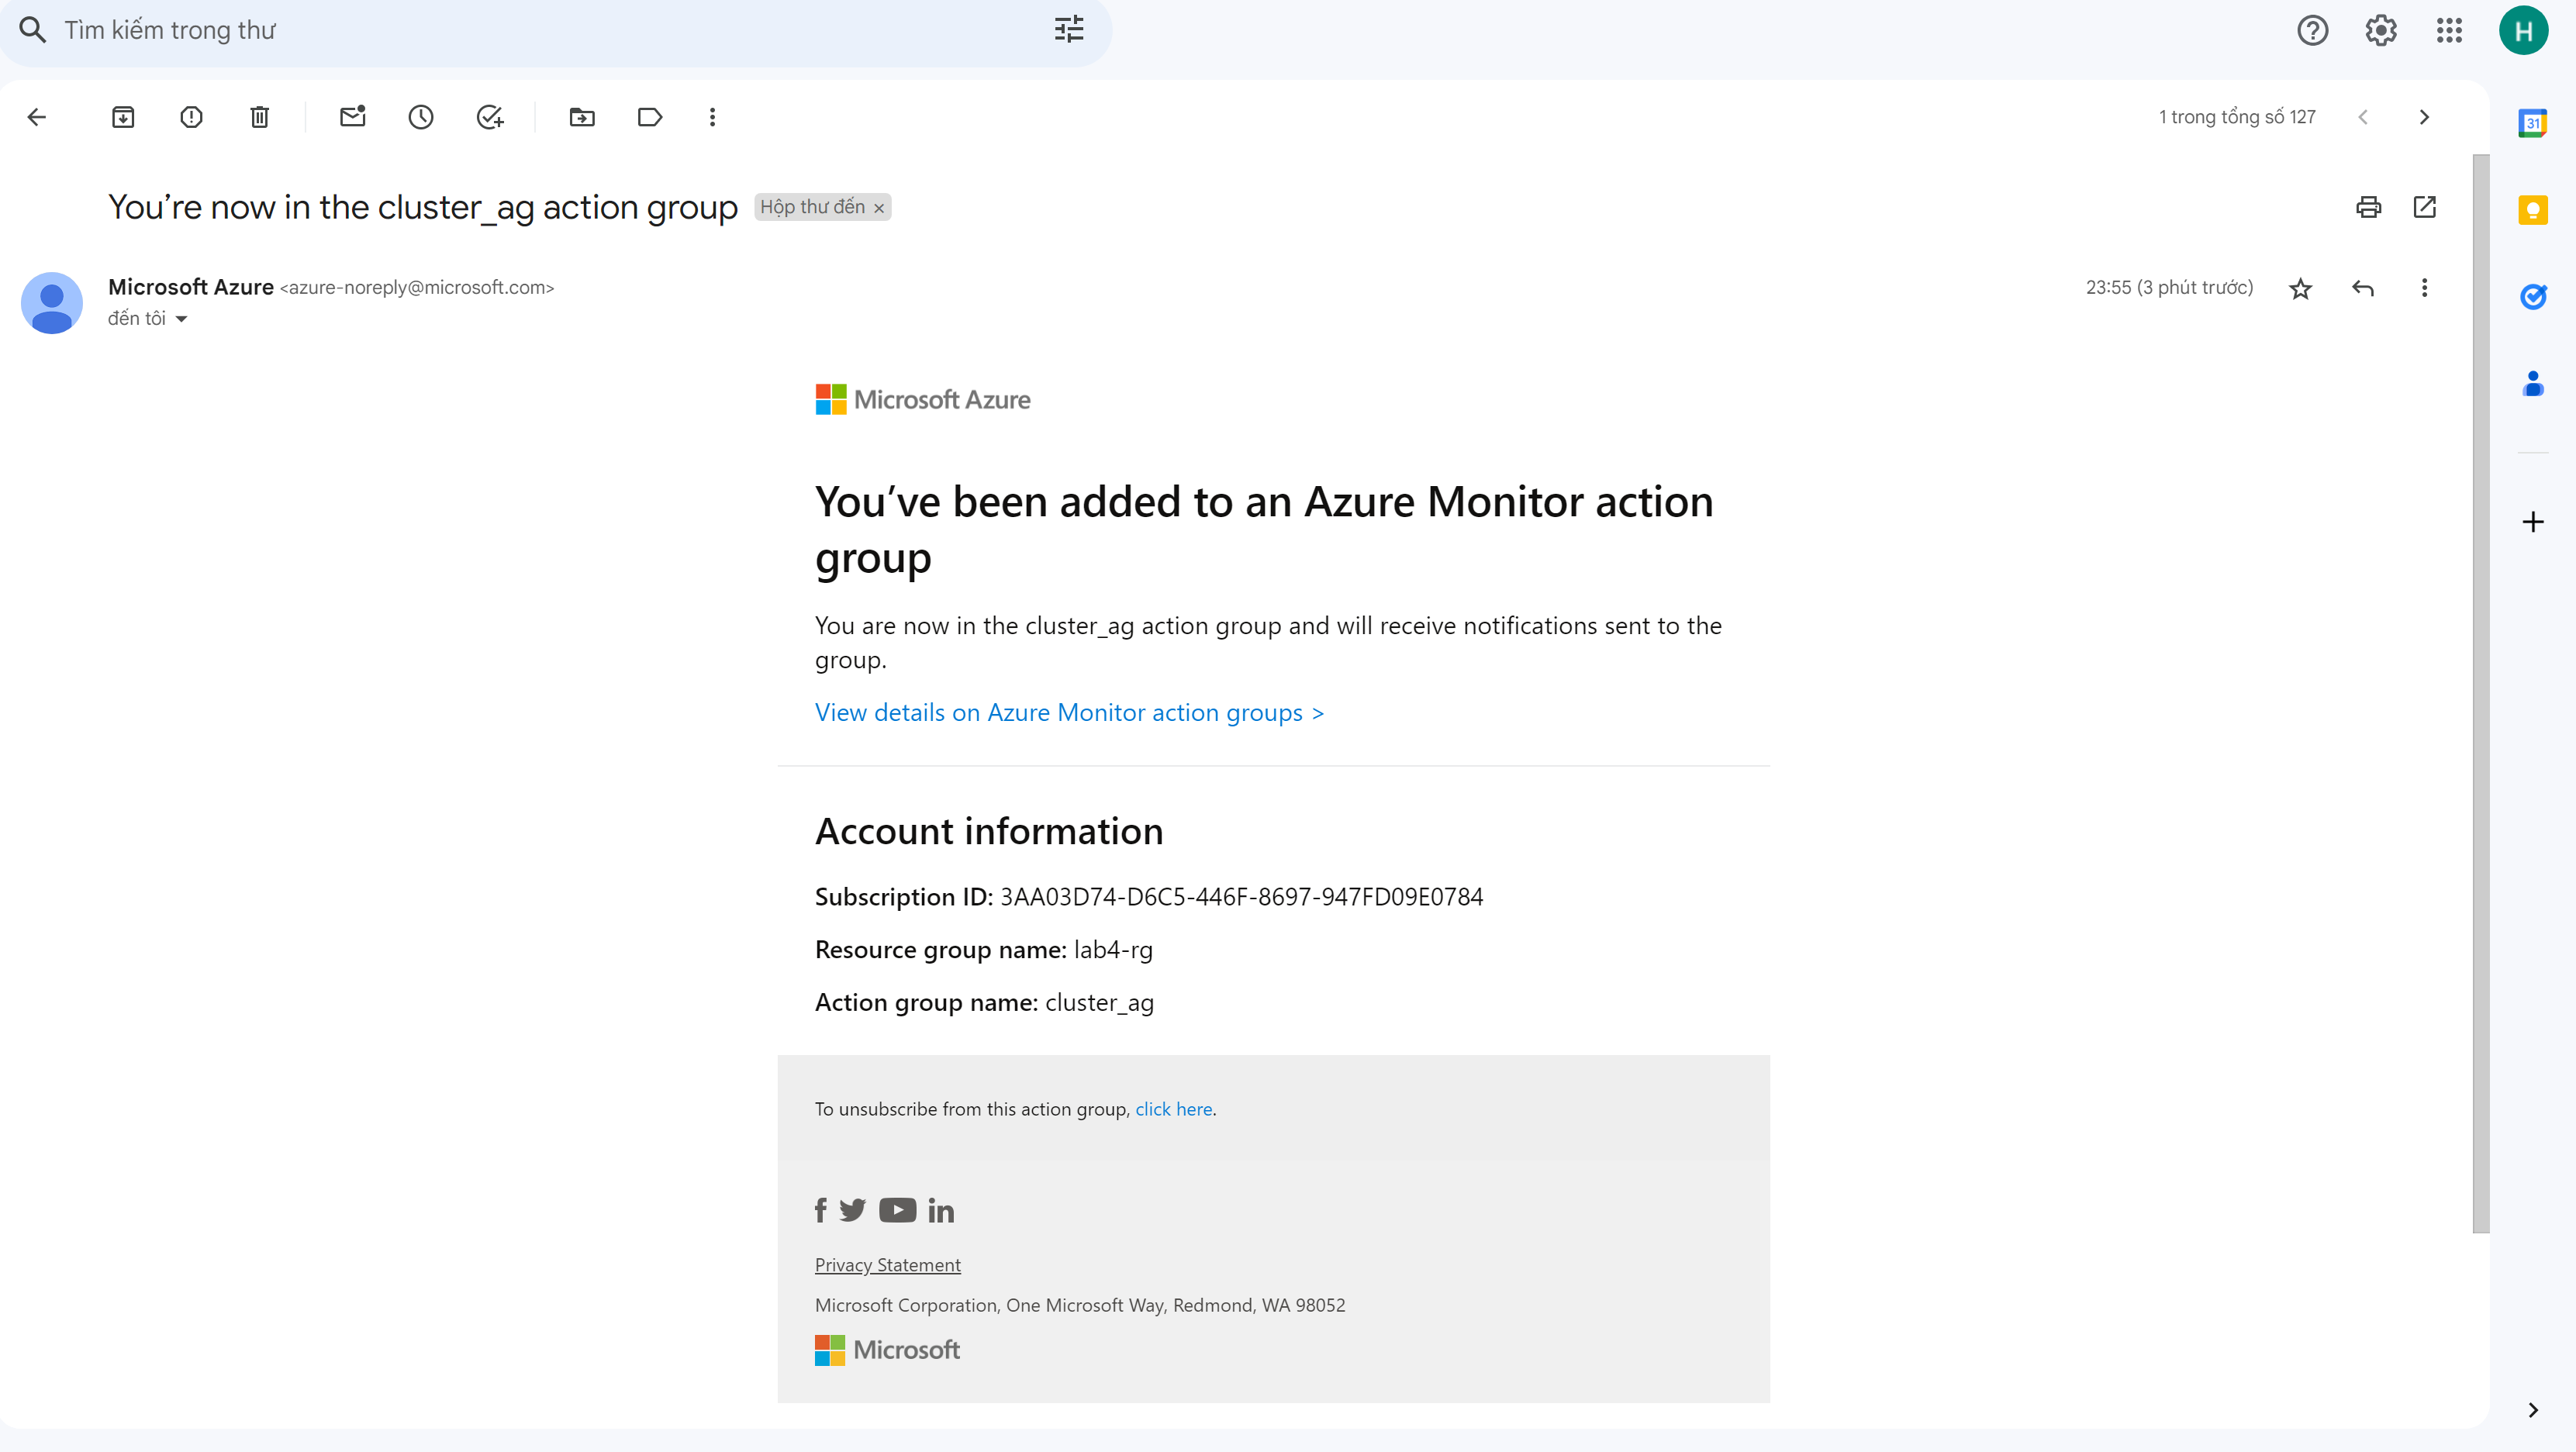 Tìm kiếm trong thư
H
1 trong tổng số 127
31
You’re now in the cluster_ag action group Hộp thư đến ×
Microsoft Azure <azure-noreply@microsoft.com>
23:55 (3 phút trước)
đến tôi
Microsoft Azure
You’ve been added to an Azure Monitor action
group
You are now in the cluster_ag action group and will receive notifications sent to the
group.
View details on Azure Monitor action groups >
Account information
Subscription ID: 3AA03D74-D6C5-446F-8697-947FD09E0784
Resource group name: lab4-rg
Action group name: cluster_ag
To unsubscribe from this action group, click here.
Privacy Statement
Microsoft Corporation, One Microsoft Way, Redmond, WA 98052
Microsoft